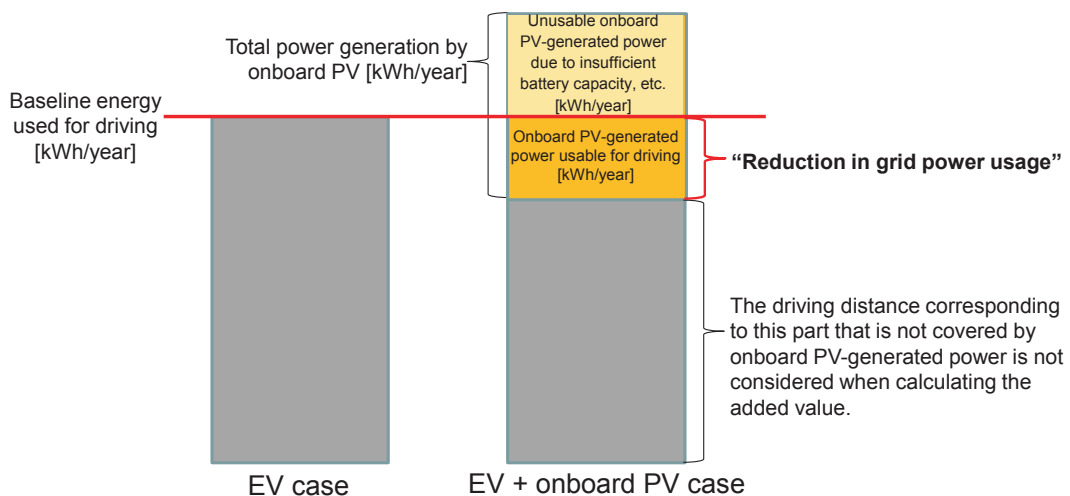 Total power generation by
onboard PV [kWh/year]
Unusable onboard
PV-generated power
due to insufficient
battery capacity, etc.
[kWh/year]
Baseline energy
used for driving
[kWh/year]
Onboard PV-generated
power usable for driving
[kWh/year]
“Reduction in grid power usage”
The driving distance corresponding
to this part that is not covered by
onboard PV-generated power is not
considered when calculating the
added value.
EV case
EV + onboard PV case